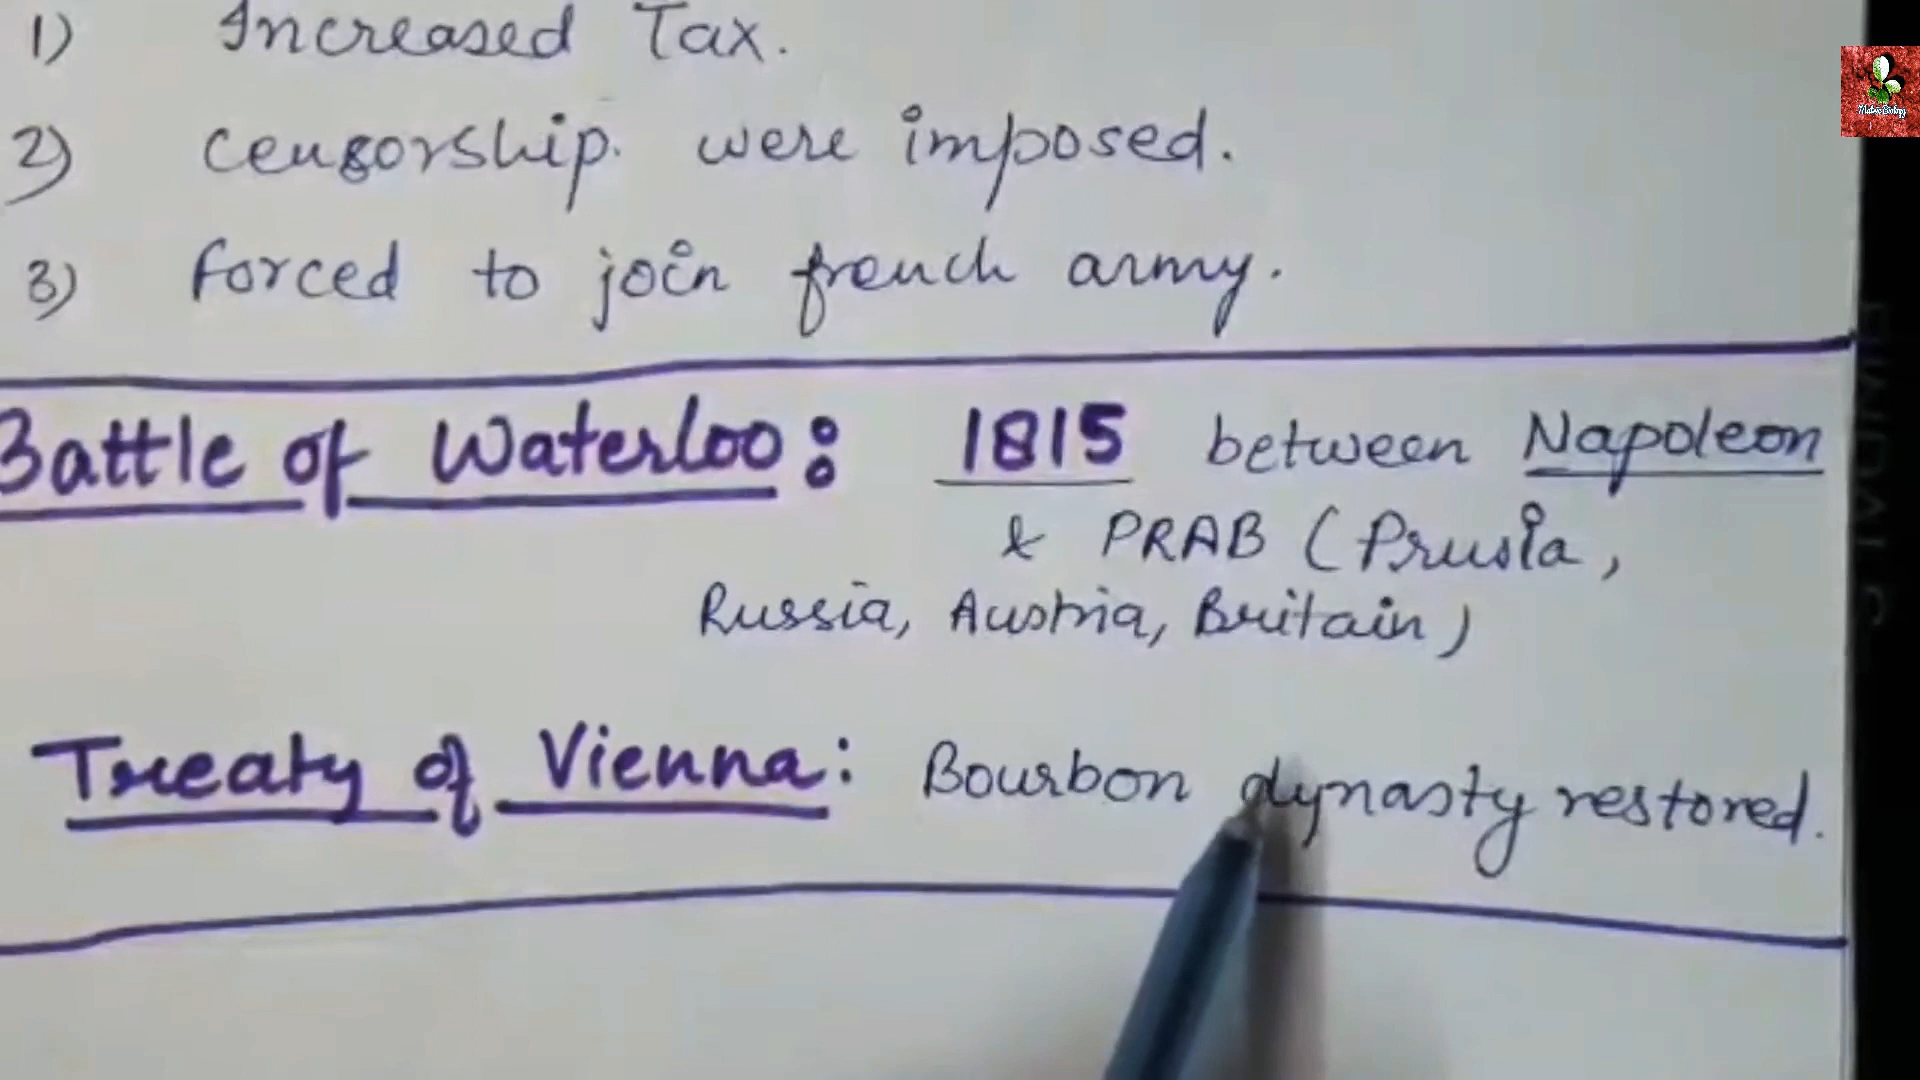 1) Increased Tax.
2) censorship. were imposed.
3) forced to join french army.
Battle of Waterloo: 1815 between Napoleon
& PRAB (Prusia,
Russia, Austria, Britain)
Treaty of Vienna: Bourbon dynasty restored.